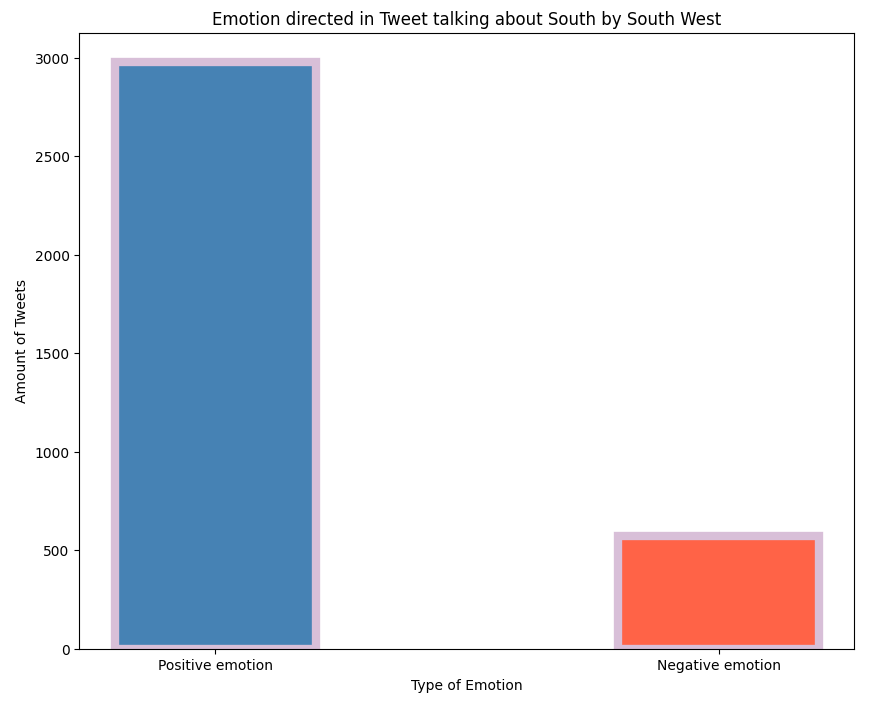 Emotion directed in Tweet talking about South by South West
Amount of Tweets
3000
2500
2000
1500
1000
500
0
Positive emotion
Negative emotion
Type of Emotion